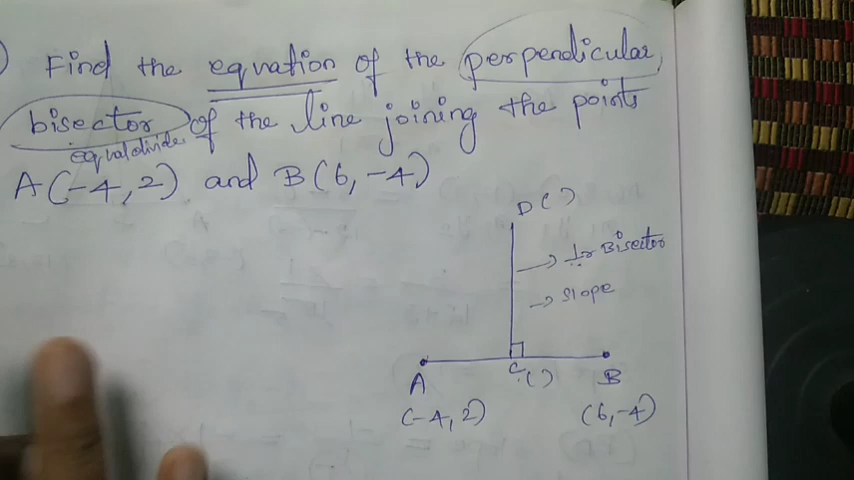 ) Find the equation of the perpendicular
bisector of the line joining the points
equal divide
A(-4,2) and B(6,-4)
D( )
→ ⊥r Bisector
→ Slope
A
C( )
B
(-4,2)
(6,-4)